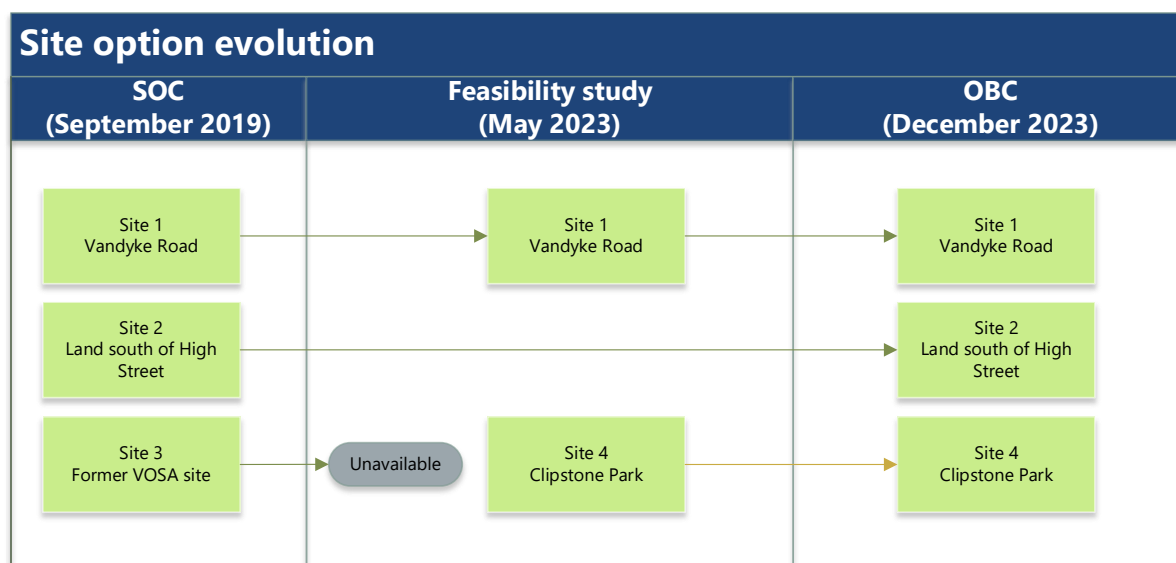 Site option evolution
SOC
(September 2019)
Feasibility study
(May 2023)
OBC
(December 2023)
Site 1
Vandyke Road
Site 1
Vandyke Road
Site 1
Vandyke Road
Site 2
Land south of High
Street
Site 2
Land south of High
Street
Site 3
Former VOSA site
Unavailable
Site 4
Clipstone Park
Site 4
Clipstone Park